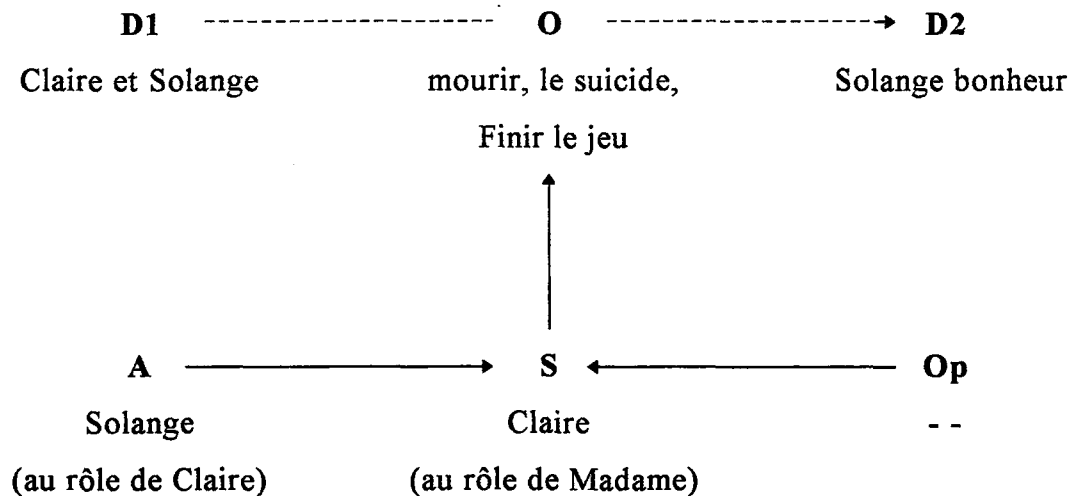 D1 O D2
Claire et Solange mourir, le suicide, Solange bonheur
Finir le jeu
A S Op
Solange Claire - -
(au rôle de Claire) (au rôle de Madame)